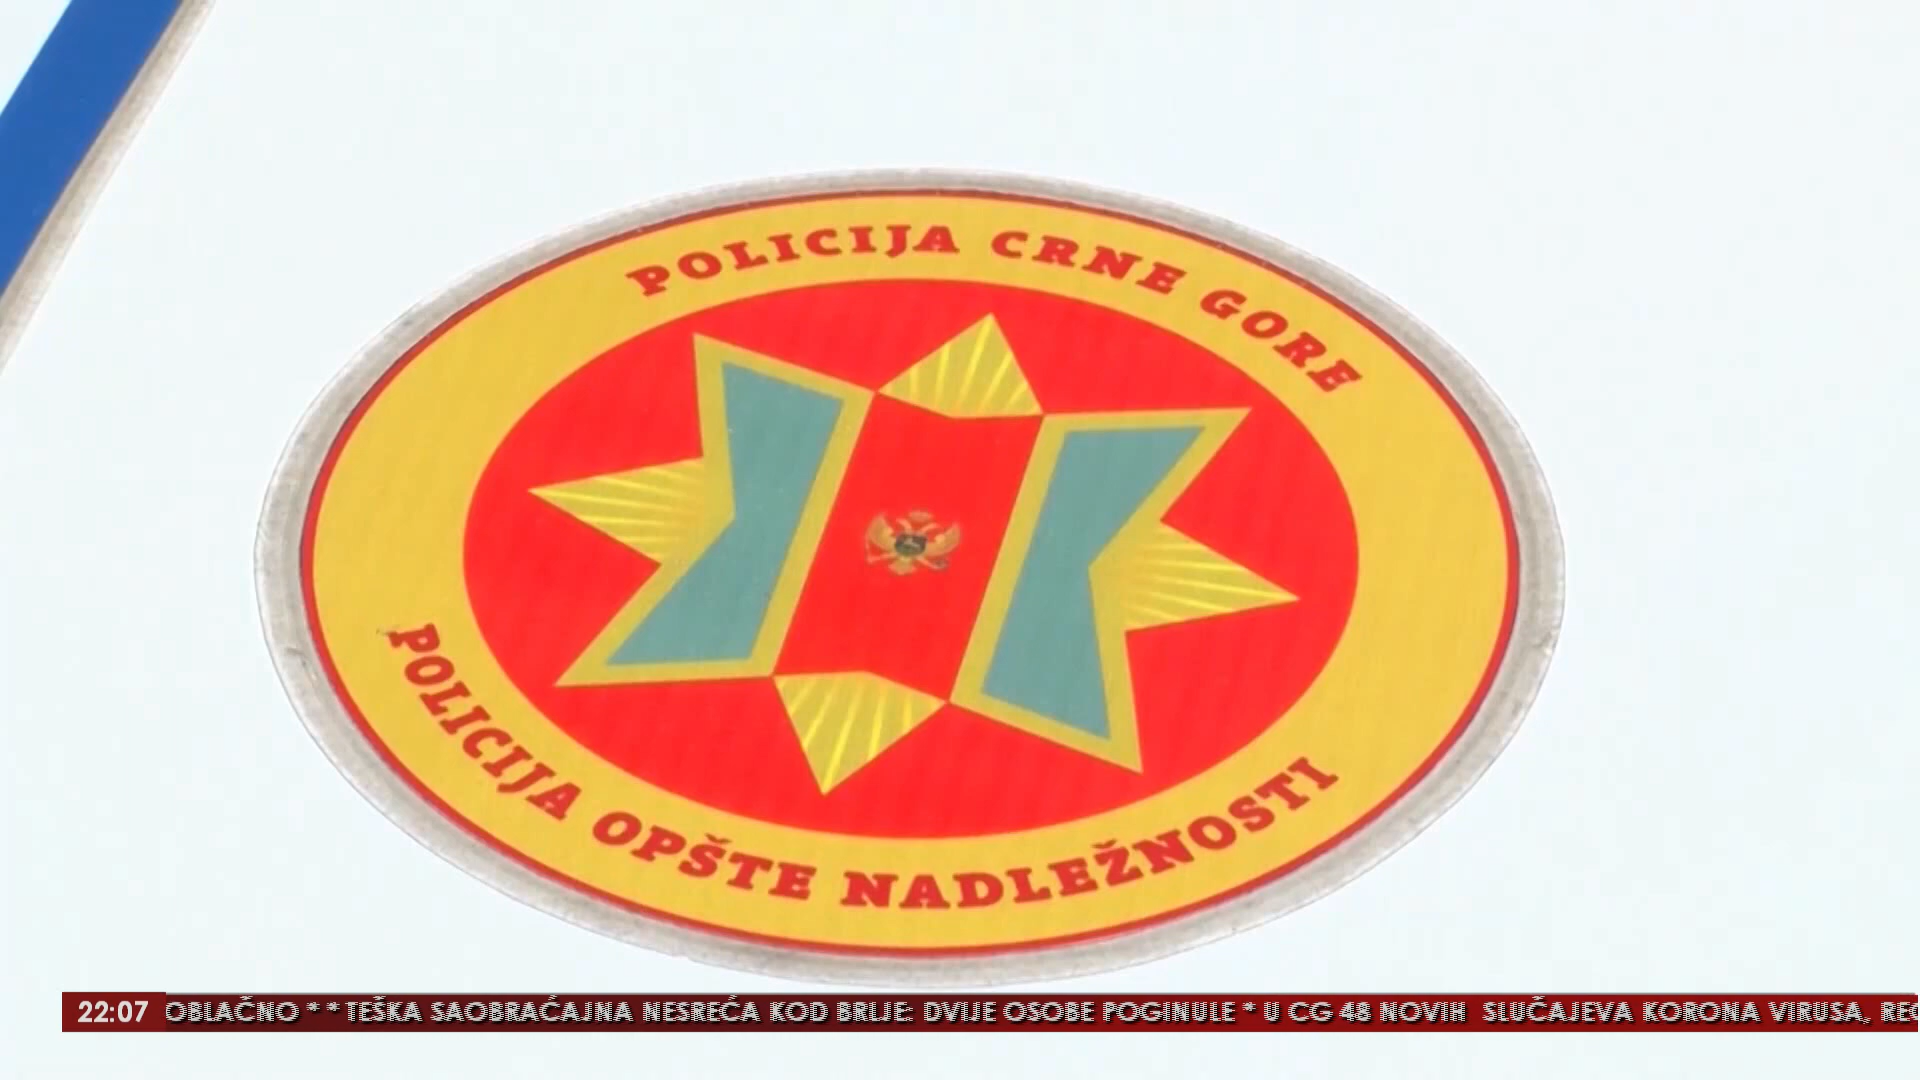 POLICIJA CRNE GORE
POLICIJA OPŠTE NADLEŽNOSTI
22:07 OBLAČNO * * TEŠKA SAOBRAĆAJNA NESREĆA KOD BRIJE: DVIJE OSOBE POGINULE * U CG 48 NOVIH SLUČAJEVA KORONA VIRUSA,